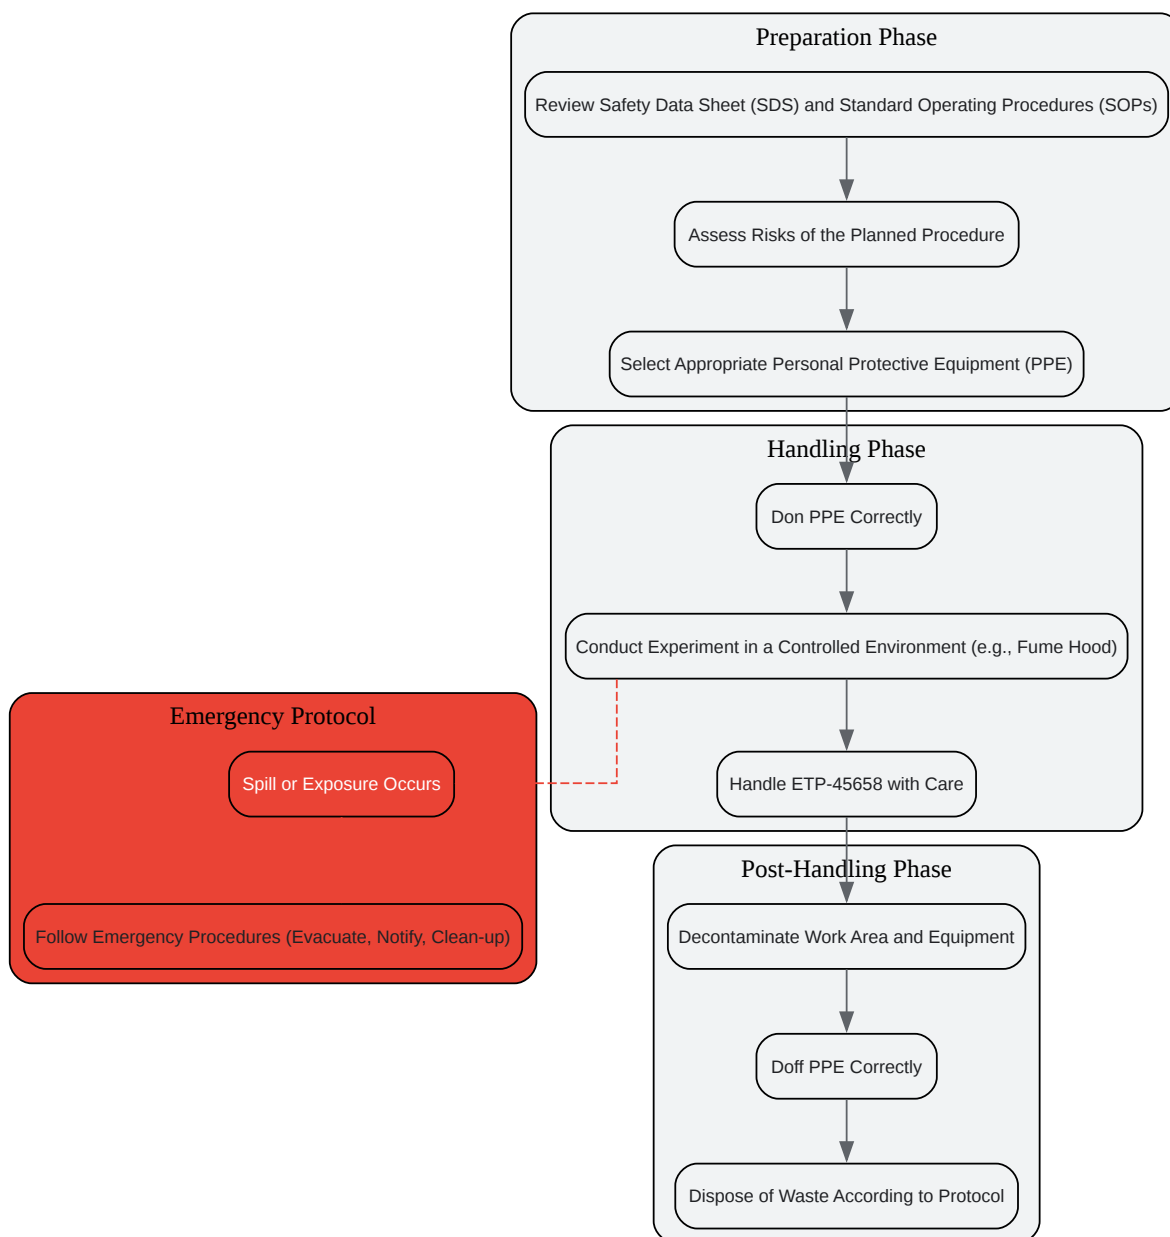 Preparation Phase
Review Safety Data Sheet (SDS) and Standard Operating Procedures (SOPs)
Assess Risks of the Planned Procedure
Select Appropriate Personal Protective Equipment (PPE)
Handling Phase
Don PPE Correctly
Conduct Experiment in a Controlled Environment (e.g., Fume Hood)
Handle ETP-45658 with Care
Emergency Protocol
Spill or Exposure Occurs
Follow Emergency Procedures (Evacuate, Notify, Clean-up)
Post-Handling Phase
Decontaminate Work Area and Equipment
Doff PPE Correctly
Dispose of Waste According to Protocol